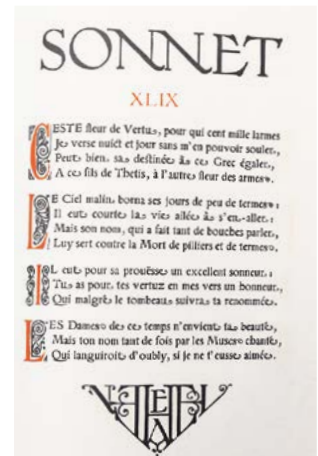 SONNET
XLIX
CESTE fleur de Vertus, pour qui cent mille larmes
Je verse nuict et jour sans m'en pouvoir souler,
Peut bien sa destinée à ce Grec égaler,
A ce fils de Thetis, à l'autre fleur des armes.
LE Ciel malin borna ses jours de peu de termes:
Il eut courte la vie allée à s'en-aller:
Mais son nom, qui a fait tant de bouches parler,
Luy sert contre la Mort de pilliers et de termes.
IL eut pour sa prouësse un excellent sonneur:
Tu as pour tes vertuz en mes vers un bonneur,
Qui malgré le tombeau suivra ta renommée.
LES Dames de ce temps n'envient ta beauté,
Mais ton nom tant de fois par les Muses chanté,
Qui languiroit d'oubly, si je ne t'eusse aimée.